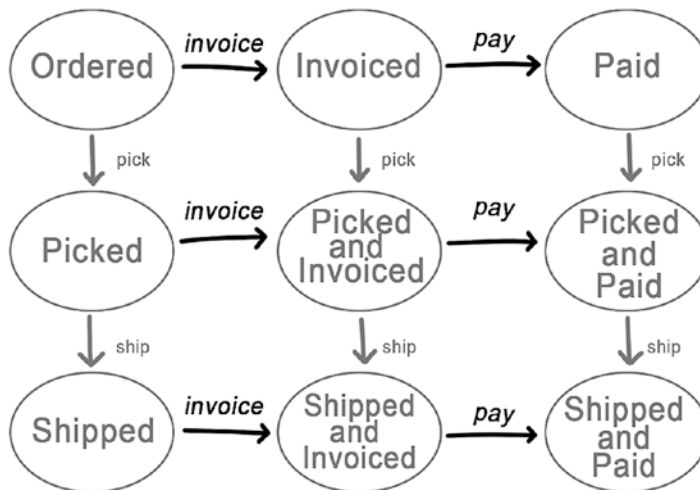 invoice
pay
Ordered
Invoiced
Paid
pick
pick
pick
invoice
pay
Picked
Picked
and
Invoiced
Picked
and
Paid
ship
ship
ship
invoice
pay
Shipped
Shipped
and
Invoiced
Shipped
and
Paid